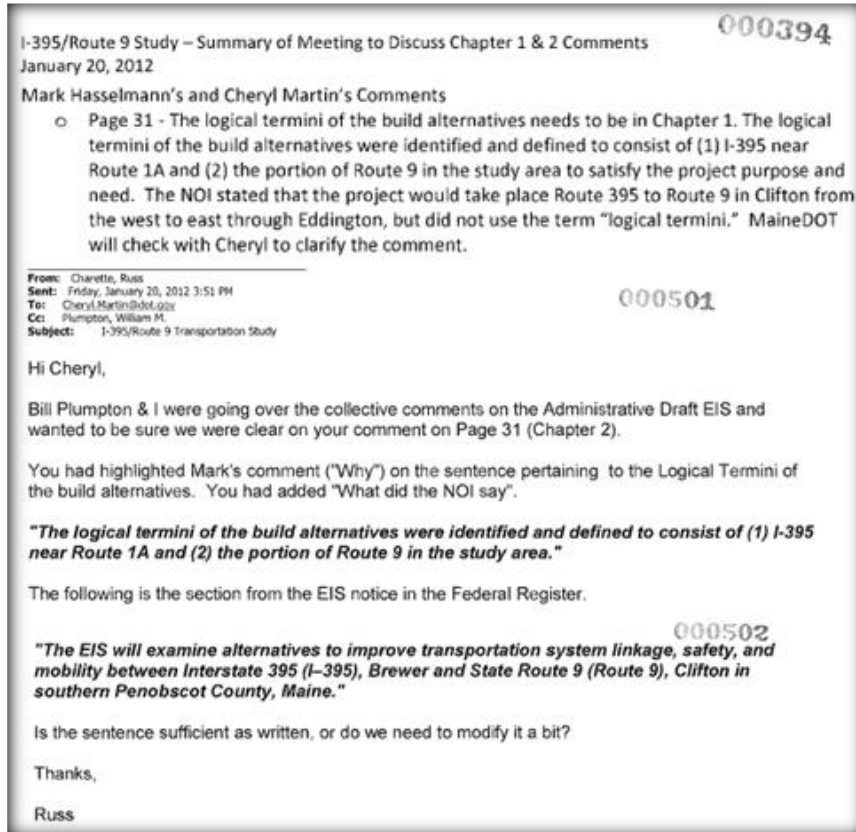 000394
I-395/Route 9 Study – Summary of Meeting to Discuss Chapter 1 & 2 Comments
January 20, 2012
Mark Hasselmann's and Cheryl Martin's Comments
o Page 31 - The logical termini of the build alternatives needs to be in Chapter 1. The logical
termini of the build alternatives were identified and defined to consist of (1) I-395 near
Route 1A and (2) the portion of Route 9 in the study area to satisfy the project purpose and
need. The NOI stated that the project would take place Route 395 to Route 9 in Clifton from
the west to east through Eddington, but did not use the term "logical termini." MaineDOT
will check with Cheryl to clarify the comment.
From: Charette, Russ
Sent: Friday, January 20, 2012 3:51 PM
To: Cheryl.Martin@dot.gov
Cc: Plumpton, William M.
Subject: I-395/Route 9 Transportation Study
000501
Hi Cheryl,
Bill Plumpton & I were going over the collective comments on the Administrative Draft EIS and
wanted to be sure we were clear on your comment on Page 31 (Chapter 2).
You had highlighted Mark's comment ("Why") on the sentence pertaining to the Logical Termini of
the build alternatives. You had added "What did the NOI say".
"The logical termini of the build alternatives were identified and defined to consist of (1) I-395
near Route 1A and (2) the portion of Route 9 in the study area."
The following is the section from the EIS notice in the Federal Register.
000502
"The EIS will examine alternatives to improve transportation system linkage, safety, and
mobility between Interstate 395 (I–395), Brewer and State Route 9 (Route 9), Clifton in
southern Penobscot County, Maine."
Is the sentence sufficient as written, or do we need to modify it a bit?
Thanks,
Russ